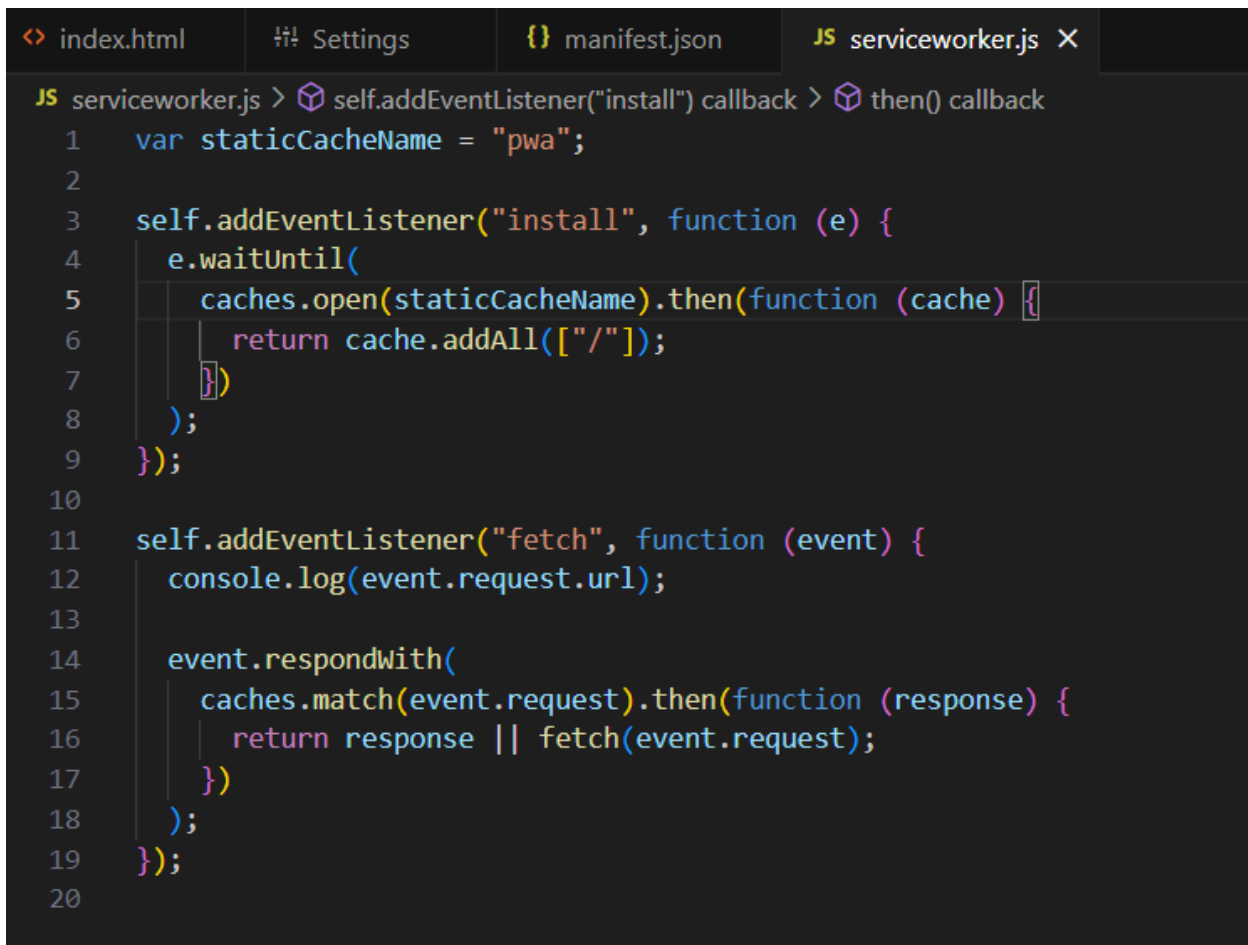 <> index.html Settings {} manifest.json JS serviceworker.js ×
JS serviceworker.js > self.addEventListener("install") callback > then() callback
1 var staticCacheName = "pwa";
2
3 self.addEventListener("install", function (e) {
4   e.waitUntil(
5     caches.open(staticCacheName).then(function (cache) {
6       return cache.addAll(["/"]);
7     })
8   );
9 });
10
11 self.addEventListener("fetch", function (event) {
12   console.log(event.request.url);
13
14   event.respondWith(
15     caches.match(event.request).then(function (response) {
16       return response || fetch(event.request);
17     })
18   );
19 });
20